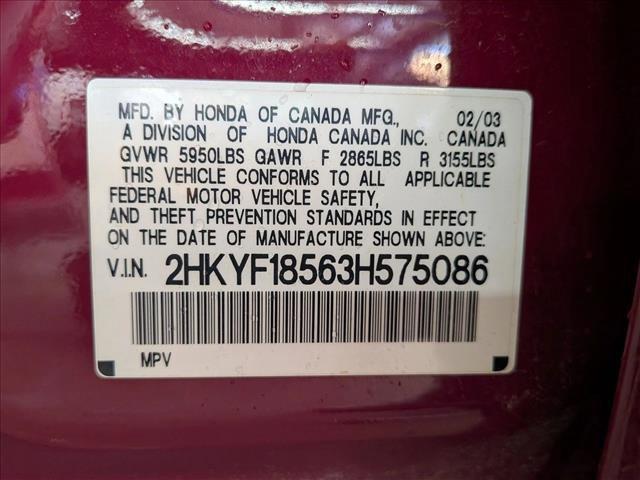 MFD. BY HONDA OF CANADA MFG., 02/03
A DIVISION OF HONDA CANADA INC. CANADA
GVWR 5950LBS GAWR F 2865LBS R 3155LBS
THIS VEHICLE CONFORMS TO ALL APPLICABLE
FEDERAL MOTOR VEHICLE SAFETY,
AND THEFT PREVENTION STANDARDS IN EFFECT
ON THE DATE OF MANUFACTURE SHOWN ABOVE:
V.I.N. 2HKYF18563H575086
MPV